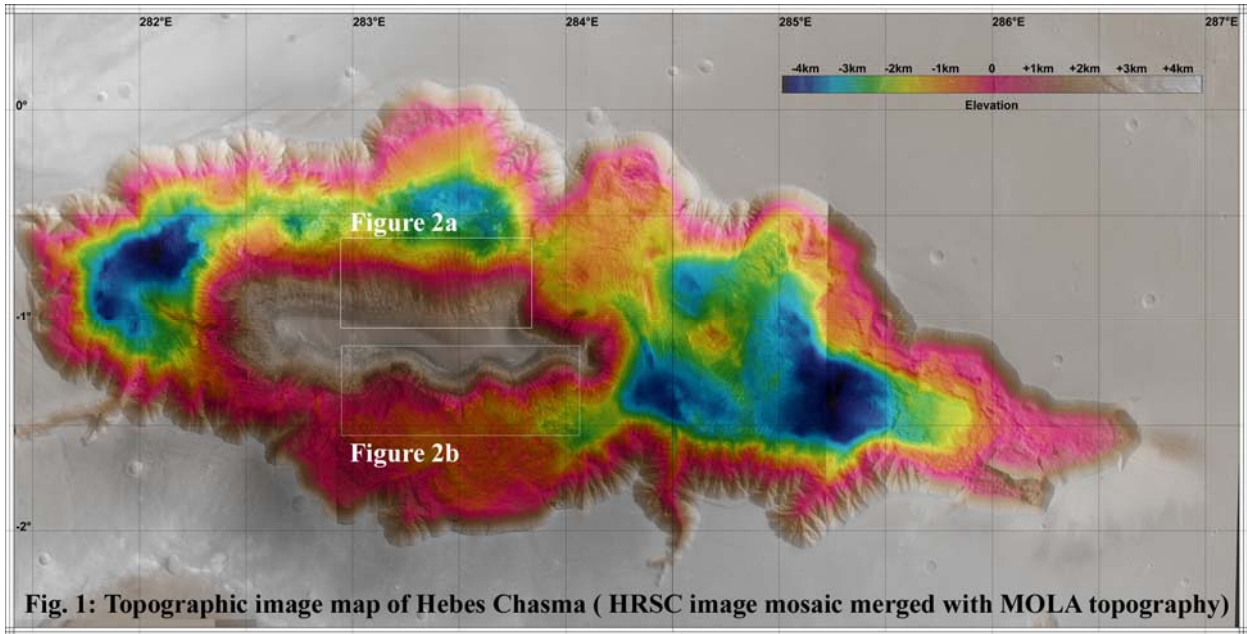 282°E 283°E 284°E 285°E 286°E 287°E
-4km -3km -2km -1km 0 +1km +2km +3km +4km
Elevation
0°
Figure 2a
-1°
Figure 2b
-2°
Fig. 1: Topographic image map of Hebes Chasma ( HRSC image mosaic merged with MOLA topography)